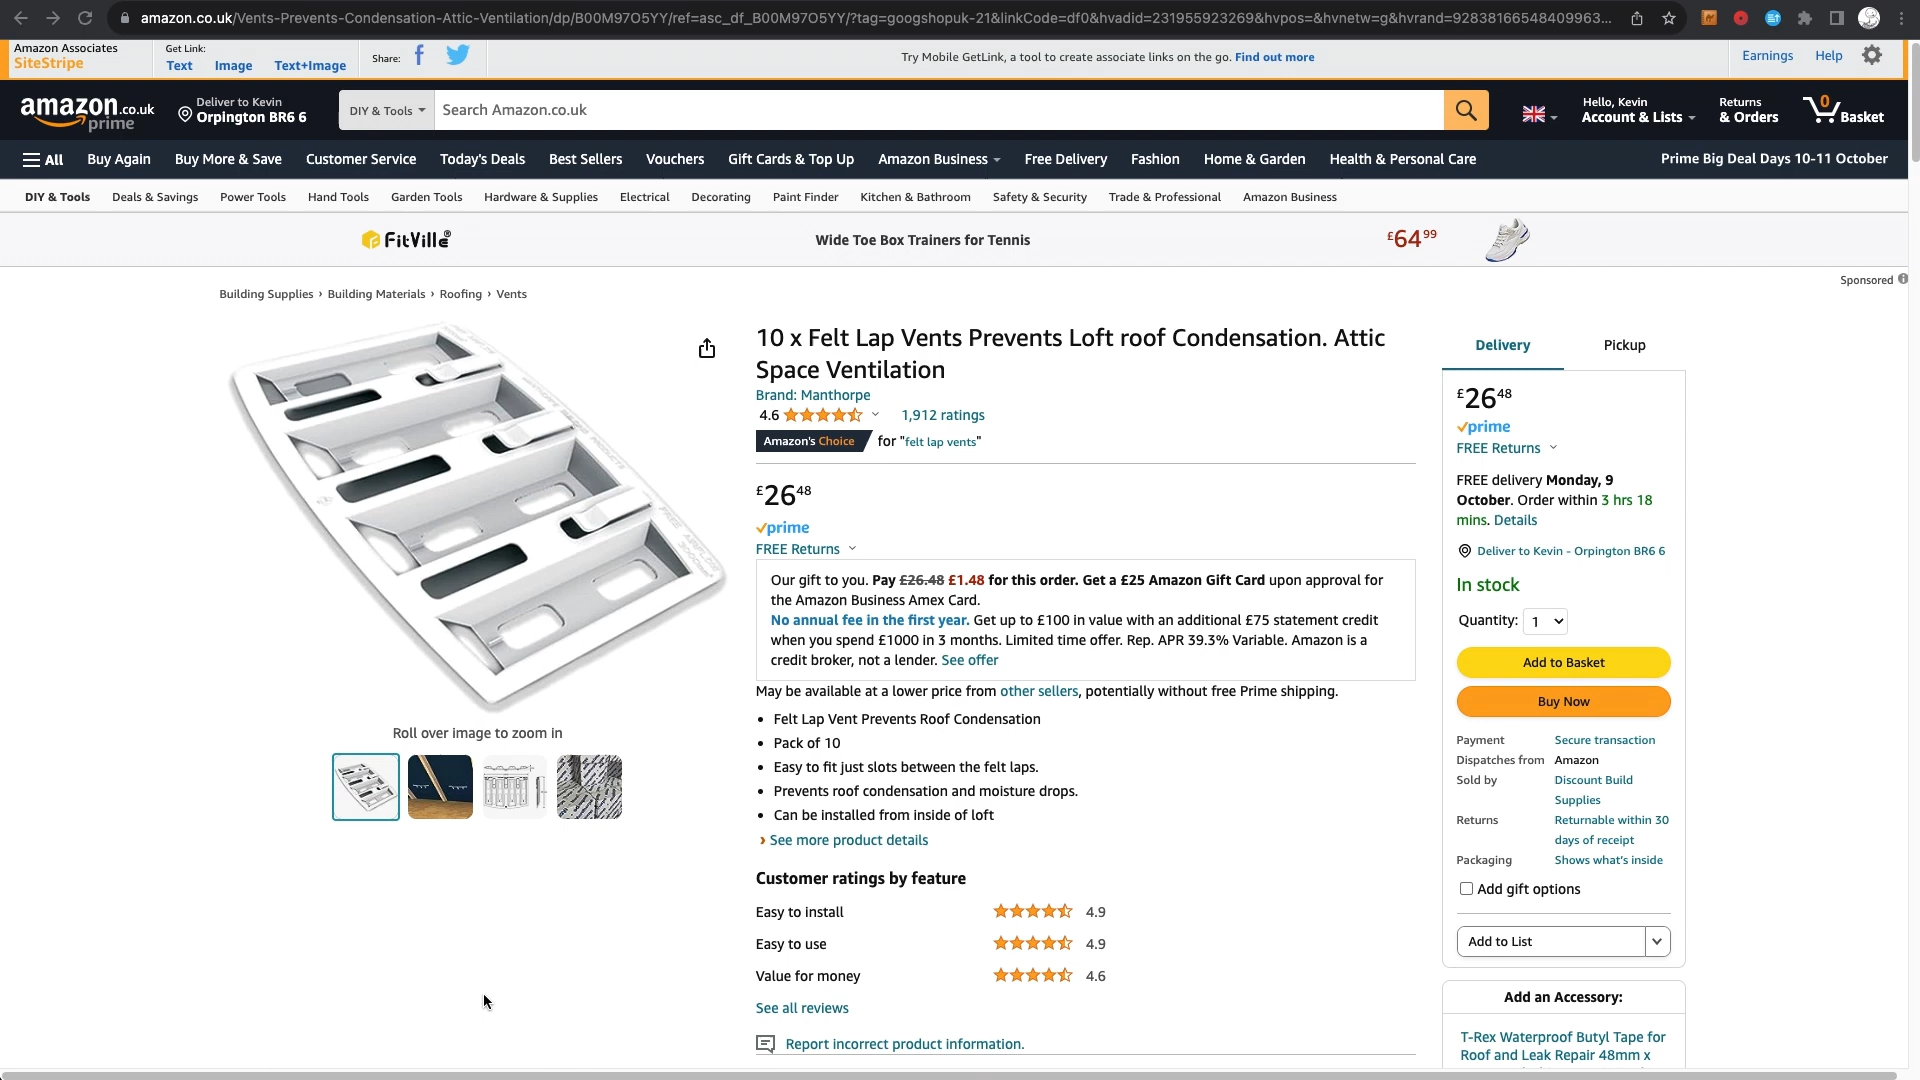 amazon.co.uk/Vents-Prevents-Condensation-Attic-Ventilation/dp/B00M97O5YY/ref=asc_df_B00M97O5YY/?tag=googshopuk-21&linkCode=df0&hvadid=231955923269&hvpos=&hvnetw=g&hvrand=92838166548409963...
Amazon Associates
SiteStripe
Get Link:
Text Image Text+Image
Share:
Try Mobile GetLink, a tool to create associate links on the go. Find out more
Earnings Help
amazon.co.uk
prime
Deliver to Kevin
Orpington BR6 6
DIY & Tools
Search Amazon.co.uk
Hello, Kevin
Account & Lists
Returns
& Orders
0
Basket
All Buy Again Buy More & Save Customer Service Today's Deals Best Sellers Vouchers Gift Cards & Top Up Amazon Business Free Delivery Fashion Home & Garden Health & Personal Care Prime Big Deal Days 10-11 October
DIY & Tools Deals & Savings Power Tools Hand Tools Garden Tools Hardware & Supplies Electrical Decorating Paint Finder Kitchen & Bathroom Safety & Security Trade & Professional Amazon Business
FitVille®
Wide Toe Box Trainers for Tennis
£64 99
Sponsored
Building Supplies › Building Materials › Roofing › Vents
Roll over image to zoom in
10 x Felt Lap Vents Prevents Loft roof Condensation. Attic
Space Ventilation
Brand: Manthorpe
4.6 1,912 ratings
Amazon's Choice for "felt lap vents"
£26 48
prime
FREE Returns
Our gift to you. Pay £26.48 £1.48 for this order. Get a £25 Amazon Gift Card upon approval for
the Amazon Business Amex Card.
No annual fee in the first year. Get up to £100 in value with an additional £75 statement credit
when you spend £1000 in 3 months. Limited time offer. Rep. APR 39.3% Variable. Amazon is a
credit broker, not a lender. See offer
May be available at a lower price from other sellers, potentially without free Prime shipping.
• Felt Lap Vent Prevents Roof Condensation
• Pack of 10
• Easy to fit just slots between the felt laps.
• Prevents roof condensation and moisture drops.
• Can be installed from inside of loft
› See more product details
Customer ratings by feature
Easy to install 4.9
Easy to use 4.9
Value for money 4.6
See all reviews
Report incorrect product information.
Delivery Pickup
£26 48
prime
FREE Returns
FREE delivery Monday, 9
October. Order within 3 hrs 18
mins. Details
Deliver to Kevin - Orpington BR6 6
In stock
Quantity: 1
Add to Basket
Buy Now
Payment Secure transaction
Dispatches from Amazon
Sold by Discount Build
Supplies
Returns Returnable within 30
days of receipt
Packaging Shows what's inside
Add gift options
Add to List
Add an Accessory:
T-Rex Waterproof Butyl Tape for
Roof and Leak Repair 48mm x